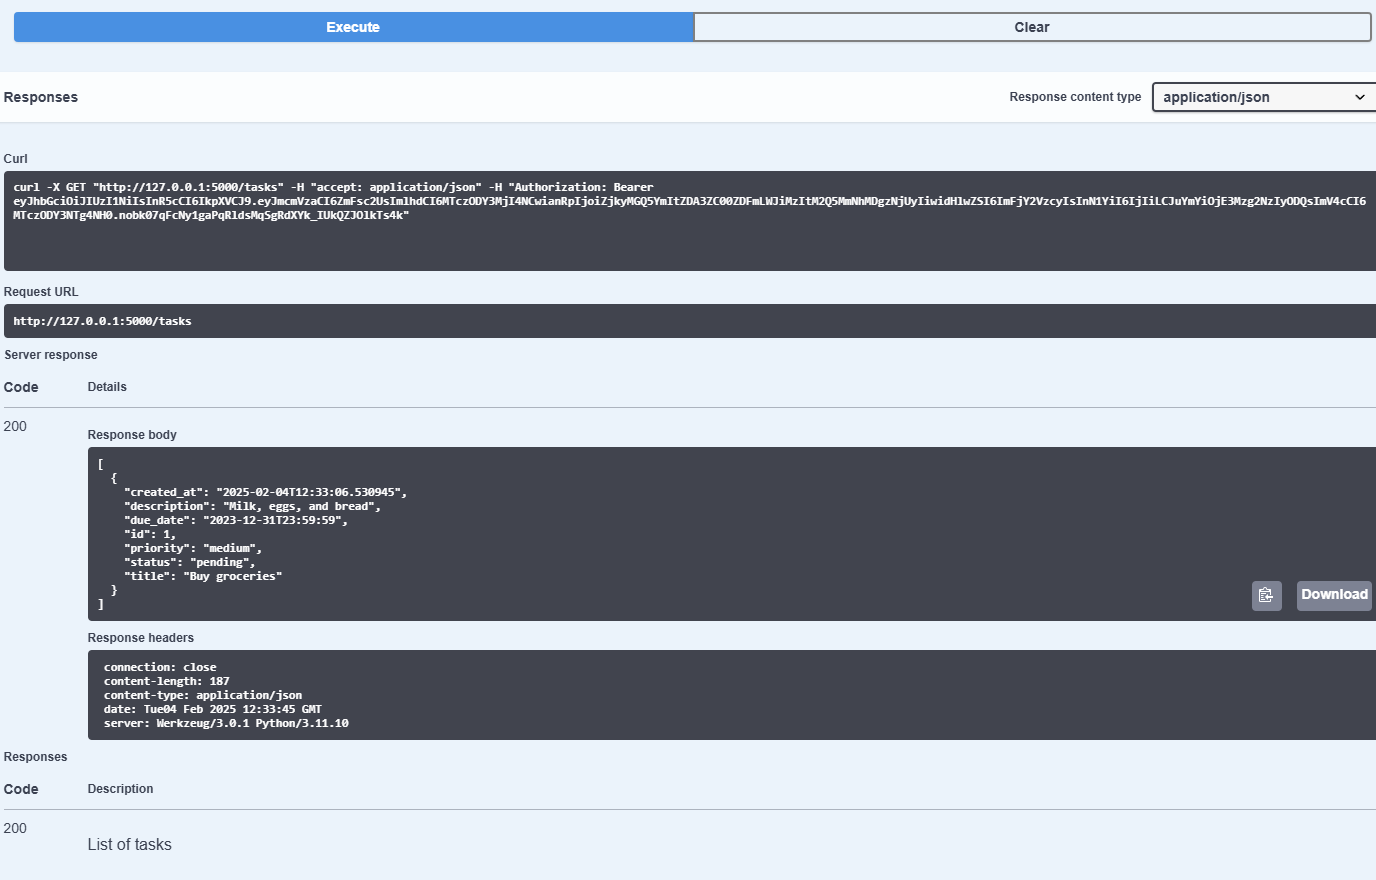 Execute
Clear
Responses
Response content type
application/json
Curl
curl -X GET "http://127.0.0.1:5000/tasks" -H "accept: application/json" -H "Authorization: Bearer
eyJhbGciOiJIUzI1NiIsInR5cCI6IkpXVCJ9.eyJmcmVzaCI6ZmFsc2UsImlhdCI6MTczODY3MjI4NCwianRpIjoiZjkyMGQ5YmItZDA3ZC00ZDFmLWJiMzItM2Q5MmNhMDgzNjUyIiwidHlwZSI6ImFjY2VzcyIsInN1YiI6IjIiLCJuYmYiOjE3Mzg2NzIyODQsImV4cCI6
MTczODY3NTg4NH0.nobk07qFcNy1gaPqRldsMqSgRdXYk_IUkQZJOlkTs4k"
Request URL
http://127.0.0.1:5000/tasks
Server response
Code
Details
200
Response body
[
{
"created_at": "2025-02-04T12:33:06.530945",
"description": "Milk, eggs, and bread",
"due_date": "2023-12-31T23:59:59",
"id": 1,
"priority": "medium",
"status": "pending",
"title": "Buy groceries"
}
]
Download
Response headers
connection: close
content-length: 187
content-type: application/json
date: Tue04 Feb 2025 12:33:45 GMT
server: Werkzeug/3.0.1 Python/3.11.10
Responses
Code
Description
200
List of tasks